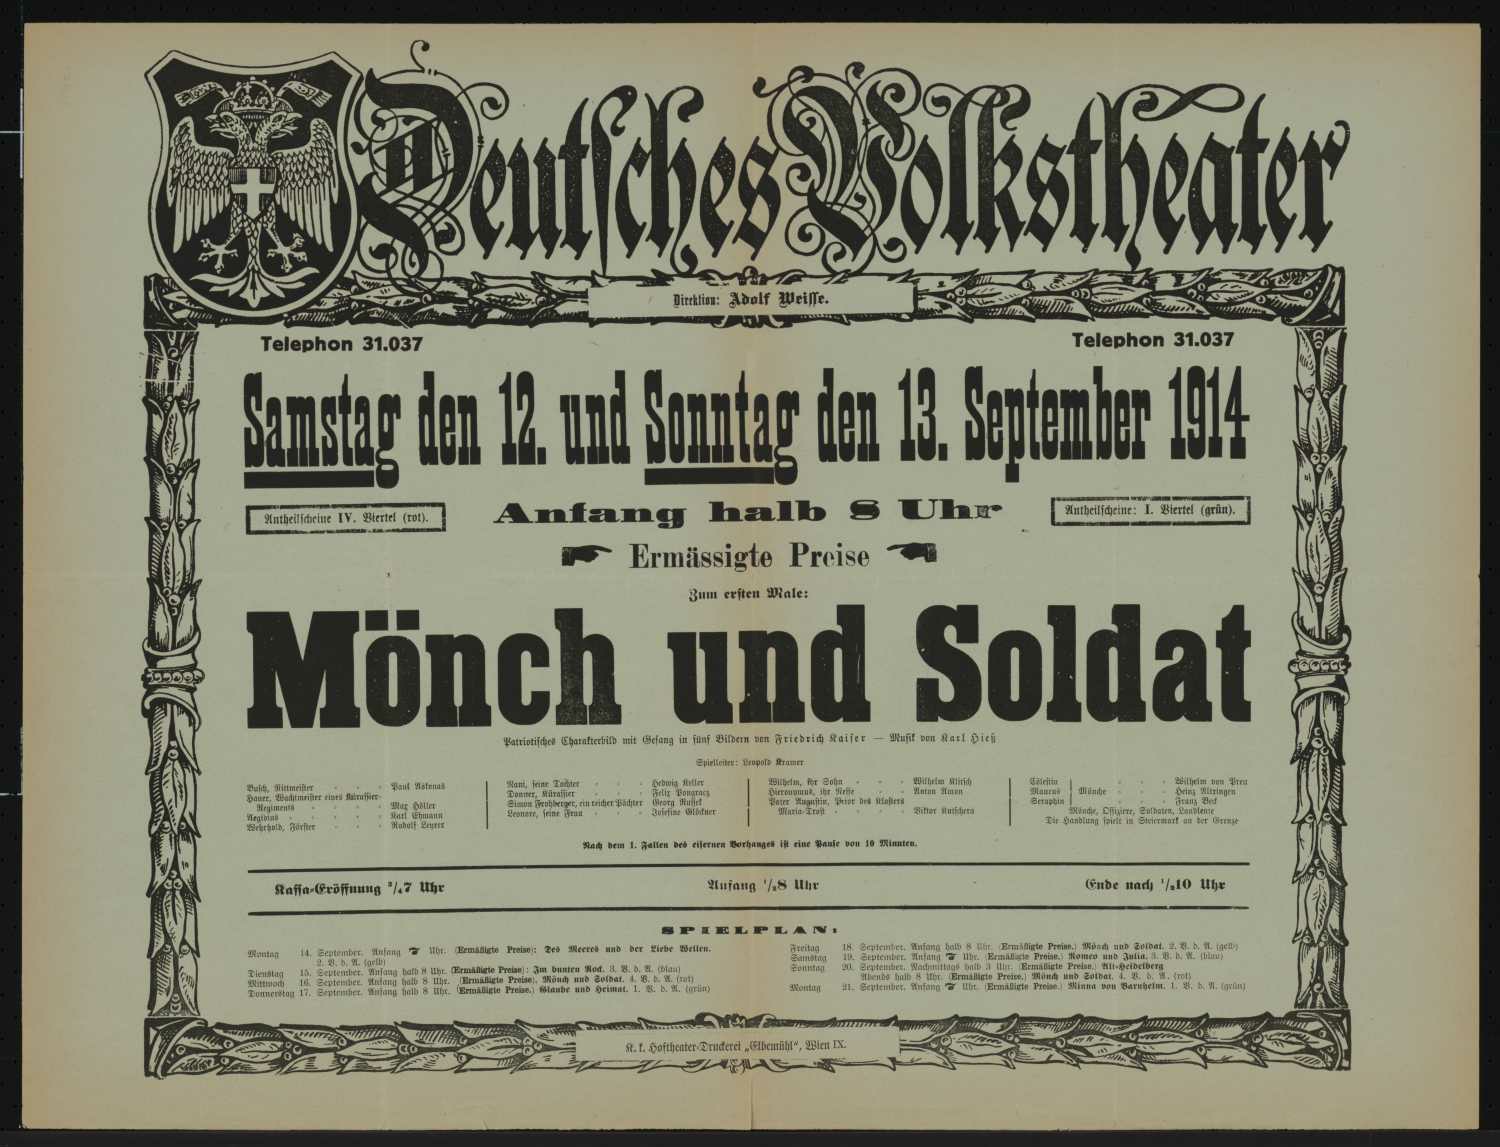 Deutsches Volkstheater
Direktion: Adolf Weisse.
Telephon 31.037
Telephon 31.037
Samstag den 12. und Sonntag den 13. September 1914
Antheilscheine IV. Viertel (rot).
Anfang halb 8 Uhr
Antheilscheine: I. Viertel (grün).
Ermässigte Preise
Zum ersten Male:
Mönch und Soldat
Patriotisches Charakterbild mit Gesang in fünf Bildern von Friedrich Kaiser — Musik von Karl Hieß
Spielleiter: Leopold Kramer
Busch, Rittmeister - - - Paul Askonas
Hauer, Wachtmeister eines Kürassier-
Regiments - - - - Max Höller
Aegidius - - - - - Karl Ehmann
Wehrhold, Förster - - - Rudolf Lenzer
Nani, seine Tochter - - - Hedwig Keller
Donner, Kürassier - - - Felix Pongracz
Simon Frohberger, ein reicher Pächter Georg Russek
Leonore, seine Frau - - - Josefine Glöckner
Wilhelm, ihr Sohn - - - Wilhelm Klitsch
Hieronymus, ihr Neffe - - Anton Amon
Pater Augustin, Prior des Klosters
Maria-Trost - - - - Viktor Kutschera
Cölestin - - - - Wilhelm von Prea
Maurus Mönche - - - Heinz Altringen
Seraphin - - - - Franz Beck
Mönche, Offiziere, Soldaten, Landleute
Die Handlung spielt in Steiermark an der Grenze
Nach dem 1. Fallen des eisernen Vorhanges ist eine Pause von 10 Minuten.
Kassa-Eröffnung 3/47 Uhr
Anfang 1/28 Uhr
Ende nach 1/210 Uhr
SPIELPLAN:
Montag 14. September. Anfang 7 Uhr. (Ermäßigte Preise): Des Meeres und der Liebe Wellen.
2. V. d. A. (gelb)
Dienstag 15. September. Anfang halb 8 Uhr. (Ermäßigte Preise): Im bunten Rock. 3. V. d. A. (blau)
Mittwoch 16. September. Anfang halb 8 Uhr. (Ermäßigte Preise). Mönch und Soldat. 4. V. d. A. (rot)
Donnerstag 17. September. Anfang halb 8 Uhr. (Ermäßigte Preise.) Glaube und Heimat. 1. V. d. A. (grün)
Freitag 18. September. Anfang halb 8 Uhr. (Ermäßigte Preise.) Mönch und Soldat. 2. V. d. A. (gelb)
Samstag 19. September. Anfang 7 Uhr. (Ermäßigte Preise.) Romeo und Julia. 3. V. d. A. (blau)
Sonntag 20. September. Nachmittags halb 3 Uhr. (Ermäßigte Preise.) Alt-Heidelberg
Abends halb 8 Uhr. (Ermäßigte Preise.) Mönch und Soldat. 4. V. d. A. (rot)
Montag 21. September. Anfang 7 Uhr. (Ermäßigte Preise.) Minna von Barnhelm. 1. V. d. A. (grün)
K. k. Hoftheater-Druckerei „Elbemühl“, Wien IX.